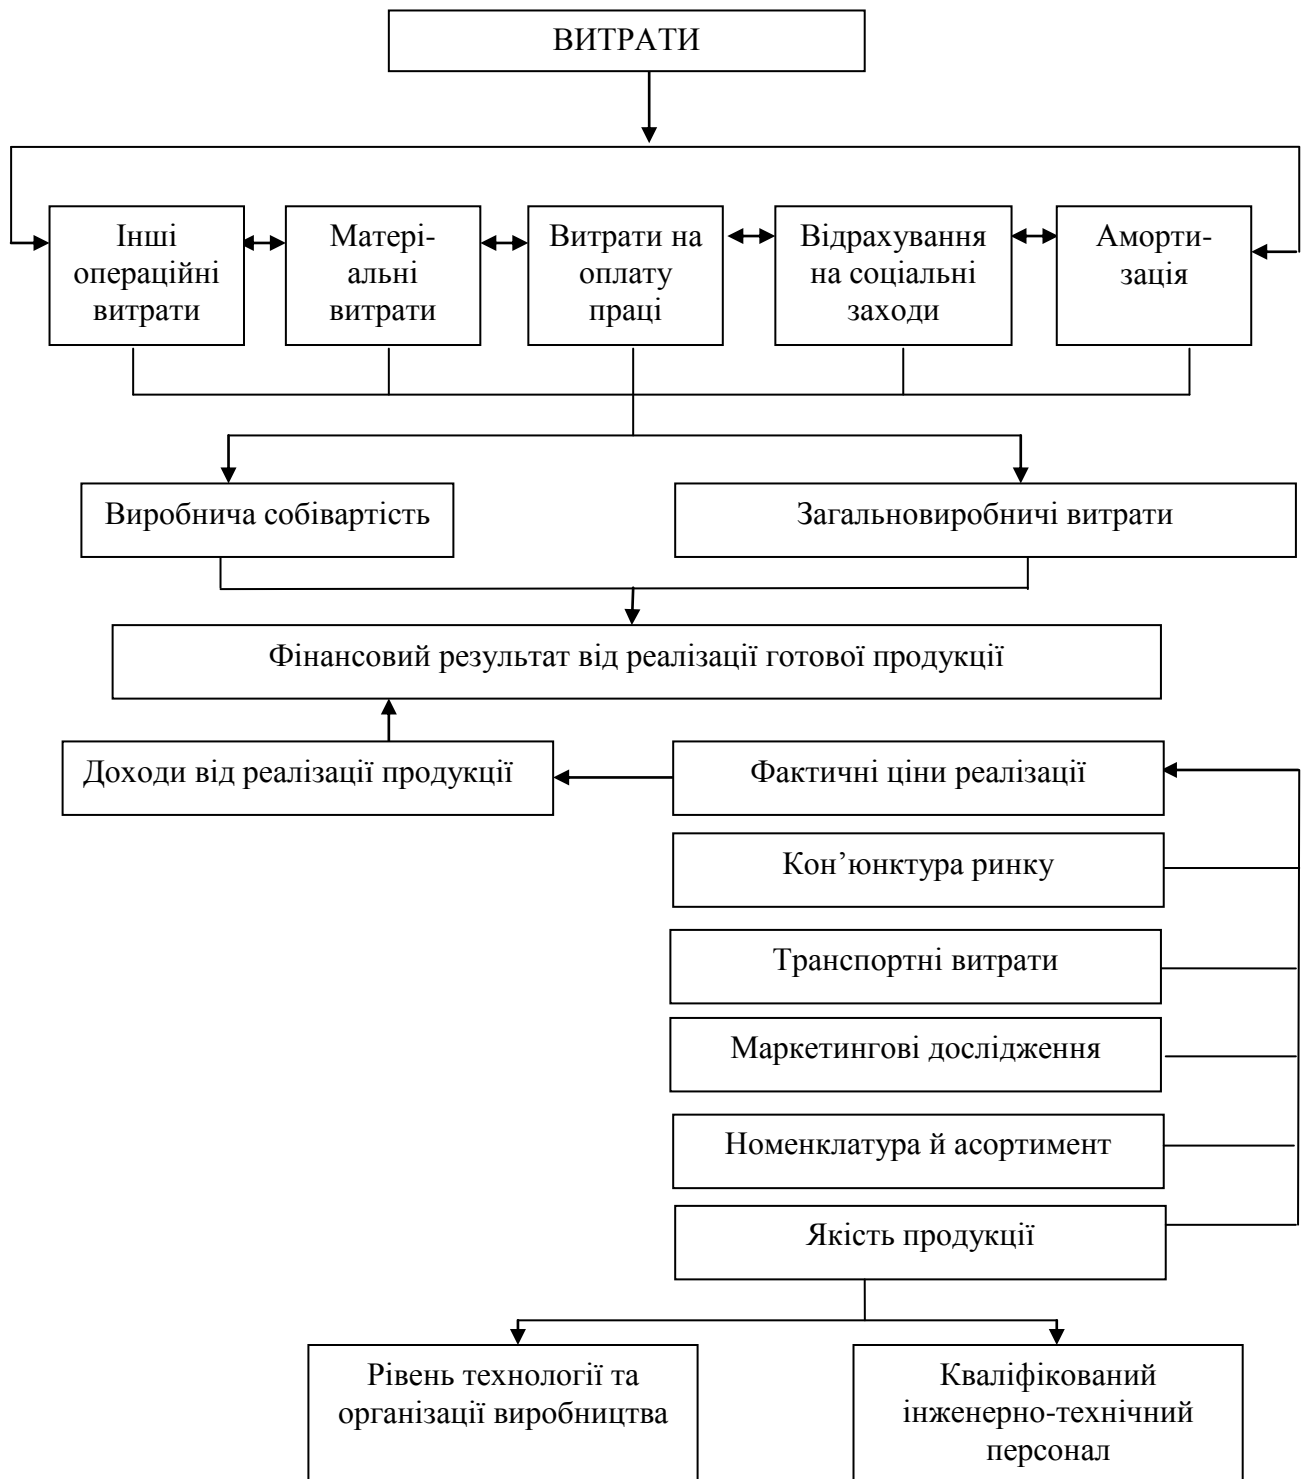 ВИТРАТИ
Інші
операційні
витрати
Матері-
альні
витрати
Витрати на
оплату
праці
Відрахування
на соціальні
заходи
Аморти-
зація
Виробнича собівартість
Загальновиробничі витрати
Фінансовий результат від реалізації готової продукції
Доходи від реалізації продукції
Фактичні ціни реалізації
Кон’юнктура ринку
Транспортні витрати
Маркетингові дослідження
Номенклатура й асортимент
Якість продукції
Рівень технології та
організації виробництва
Кваліфікований
інженерно-технічний
персонал